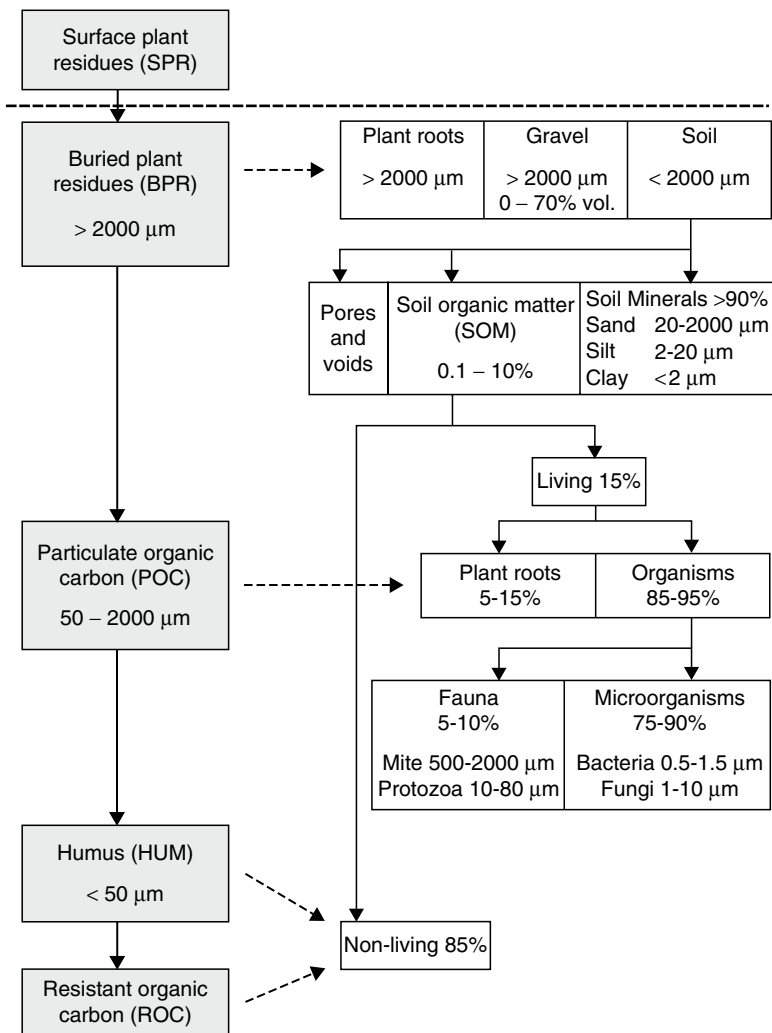 Surface plant
residues (SPR)
Buried plant
residues (BPR)
> 2000 μm
Plant roots
> 2000 μm
Gravel
> 2000 μm
0 – 70% vol.
Soil
< 2000 μm
Pores
and
voids
Soil organic matter
(SOM)
0.1 – 10%
Soil Minerals >90%
Sand 20-2000 μm
Silt 2-20 μm
Clay <2 μm
Living 15%
Particulate organic
carbon (POC)
50 – 2000 μm
Plant roots
5-15%
Organisms
85-95%
Fauna
5-10%
Mite 500-2000 μm
Protozoa 10-80 μm
Microorganisms
75-90%
Bacteria 0.5-1.5 μm
Fungi 1-10 μm
Humus (HUM)
< 50 μm
Non-living 85%
Resistant organic
carbon (ROC)